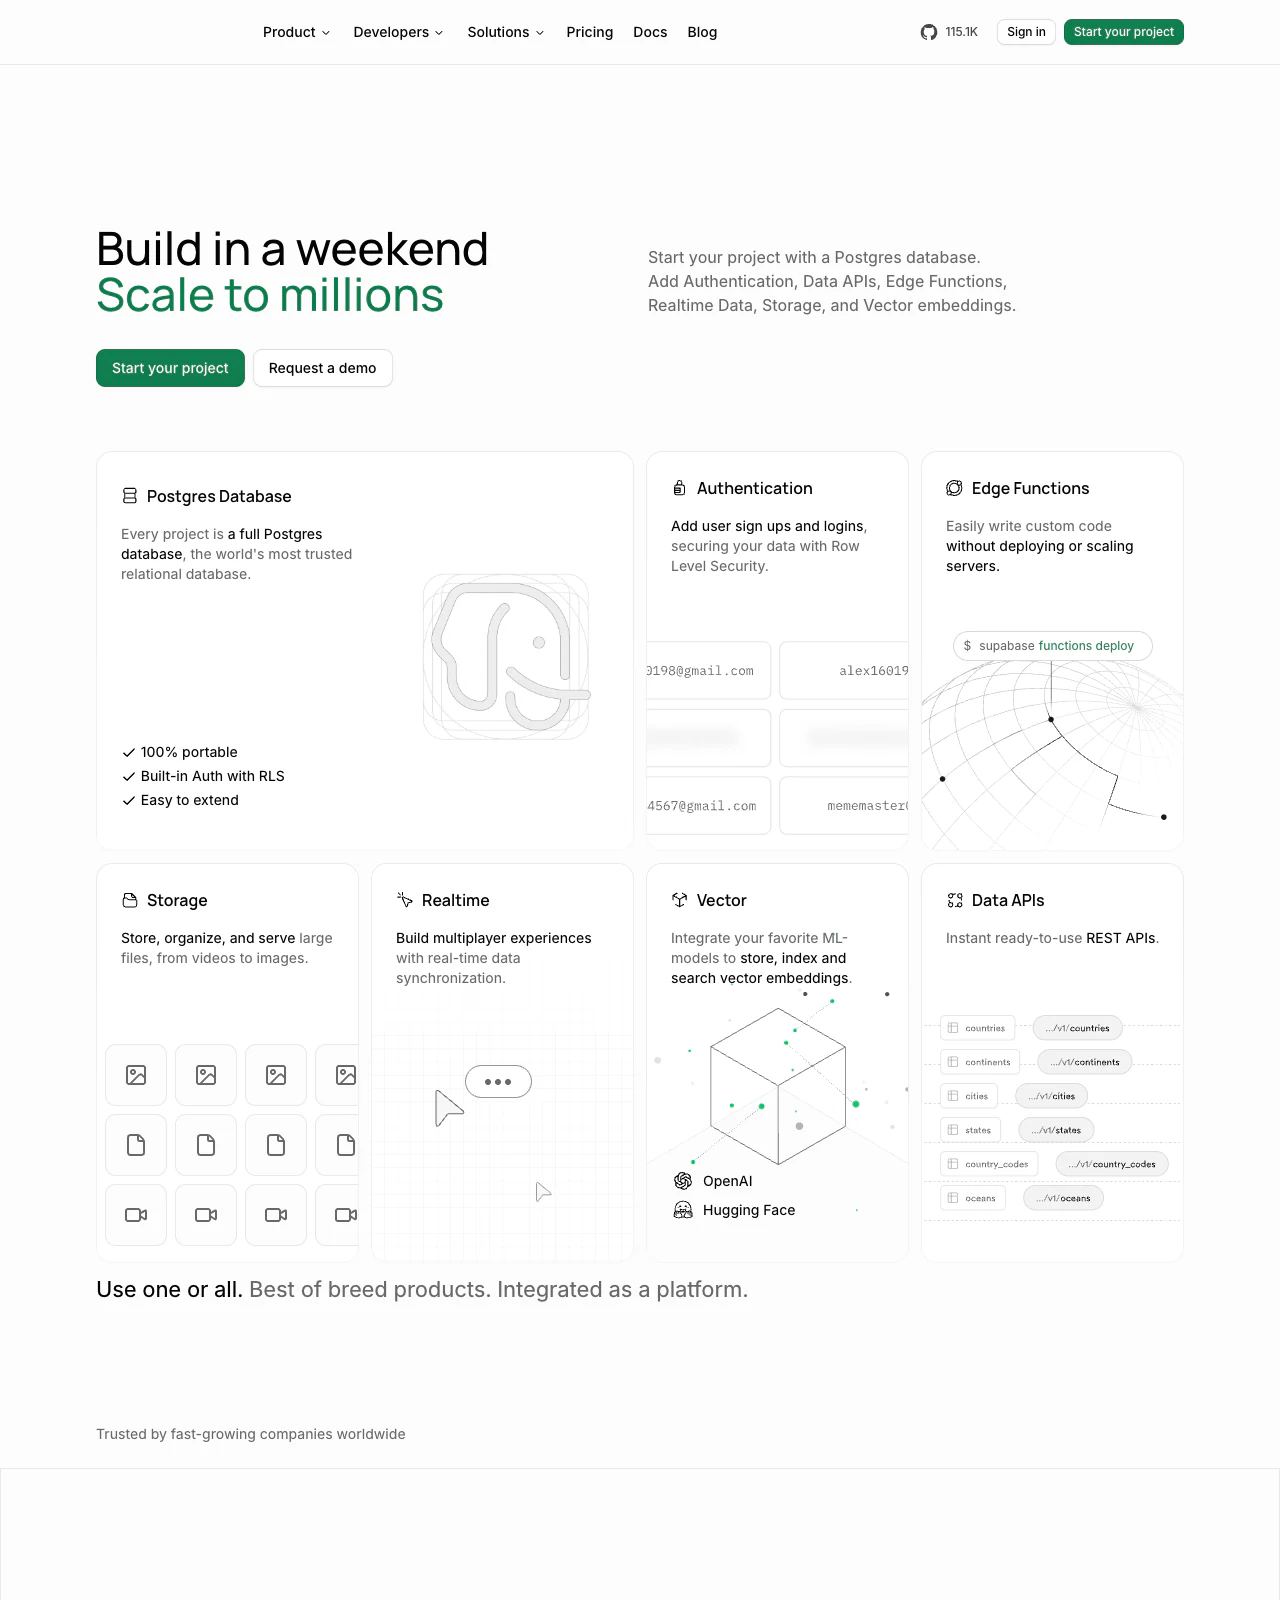 Product
Developers
Solutions
Pricing
Docs
Blog
115.1K
Sign in
Start your project
Build in a weekend
Scale to millions
Start your project with a Postgres database.
Add Authentication, Data APIs, Edge Functions,
Realtime Data, Storage, and Vector embeddings.
Start your project
Request a demo
Postgres Database
Every project is a full Postgres
database, the world's most trusted
relational database.
100% portable
Built-in Auth with RLS
Easy to extend
Authentication
Add user sign ups and logins,
securing your data with Row
Level Security.
0198@gmail.com
alex16019
4567@gmail.com
mememaster
Edge Functions
Easily write custom code
without deploying or scaling
servers.
$ supabase functions deploy
Storage
Store, organize, and serve large
files, from videos to images.
Realtime
Build multiplayer experiences
with real-time data
synchronization.
Vector
Integrate your favorite ML-
models to store, index and
search vector embeddings.
OpenAI
Hugging Face
Data APIs
Instant ready-to-use REST APIs.
countries
.../v1/countries
continents
.../v1/continents
cities
.../v1/cities
states
.../v1/states
country_codes
.../v1/country_codes
oceans
.../v1/oceans
Use one or all. Best of breed products. Integrated as a platform.
Trusted by fast-growing companies worldwide